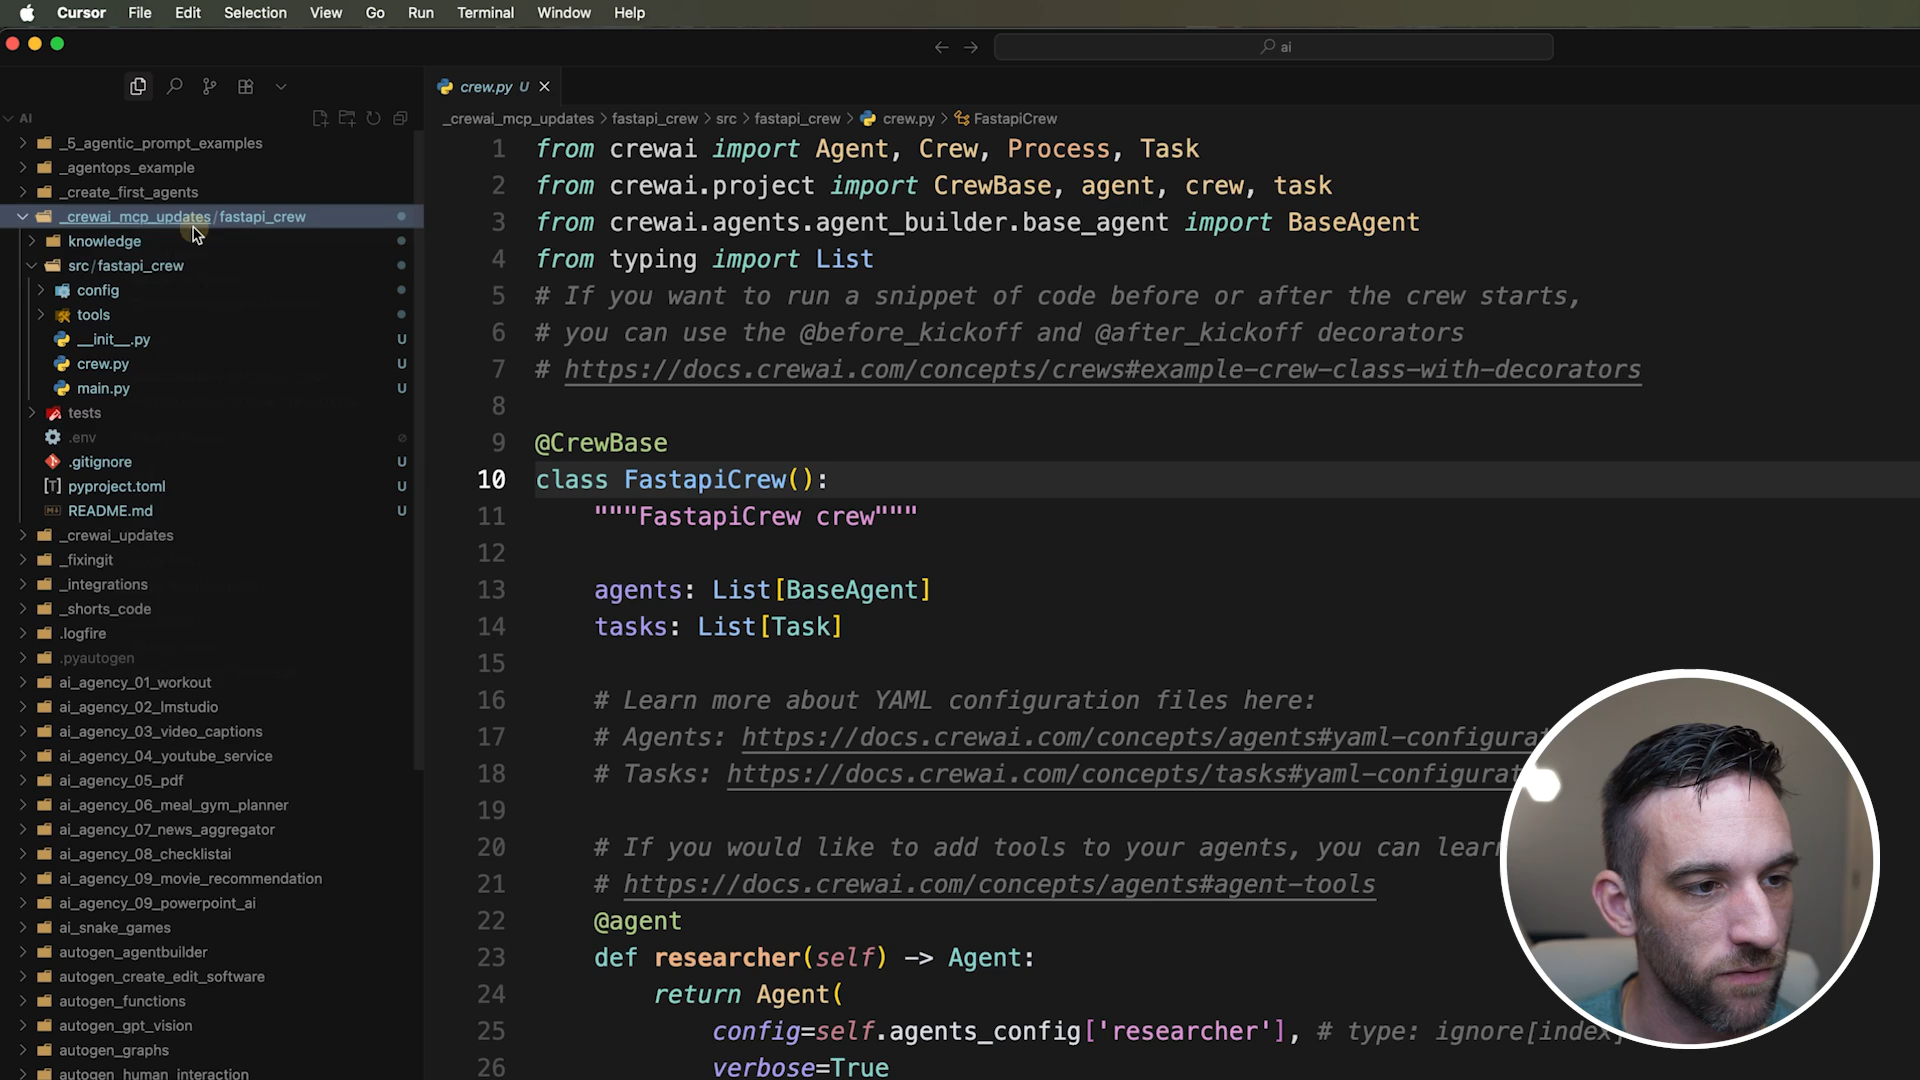 Cursor File Edit Selection View Go Run Terminal Window Help
ai
AI
_5_agentic_prompt_examples
_agentops_example
_create_first_agents
_crewai_mcp_updates / fastapi_crew
knowledge
src / fastapi_crew
config
tools
__init__.py U
crew.py U
main.py U
tests
.env
.gitignore U
pyproject.toml U
README.md U
_crewai_updates
_fixingit
_integrations
_shorts_code
.logfire
.pyautogen
ai_agency_01_workout
ai_agency_02_lmstudio
ai_agency_03_video_captions
ai_agency_04_youtube_service
ai_agency_05_pdf
ai_agency_06_meal_gym_planner
ai_agency_07_news_aggregator
ai_agency_08_checklistai
ai_agency_09_movie_recommendation
ai_agency_09_powerpoint_ai
ai_snake_games
autogen_agentbuilder
autogen_create_edit_software
autogen_functions
autogen_gpt_vision
autogen_graphs
autogen_human_interaction
crew.py U
_crewai_mcp_updates > fastapi_crew > src > fastapi_crew > crew.py > FastapiCrew
1 from crewai import Agent, Crew, Process, Task
2 from crewai.project import CrewBase, agent, crew, task
3 from crewai.agents.agent_builder.base_agent import BaseAgent
4 from typing import List
5 # If you want to run a snippet of code before or after the crew starts,
6 # you can use the @before_kickoff and @after_kickoff decorators
7 # https://docs.crewai.com/concepts/crews#example-crew-class-with-decorators
8
9 @CrewBase
10 class FastapiCrew():
11 """FastapiCrew crew"""
12
13 agents: List[BaseAgent]
14 tasks: List[Task]
15
16 # Learn more about YAML configuration files here:
17 # Agents: https://docs.crewai.com/concepts/agents#yaml-configurat
18 # Tasks: https://docs.crewai.com/concepts/tasks#yaml-configurat
19
20 # If you would like to add tools to your agents, you can learn
21 # https://docs.crewai.com/concepts/agents#agent-tools
22 @agent
23 def researcher(self) -> Agent:
24 return Agent(
25 config=self.agents_config['researcher'], # type: ignore[index]
26 verbose=True